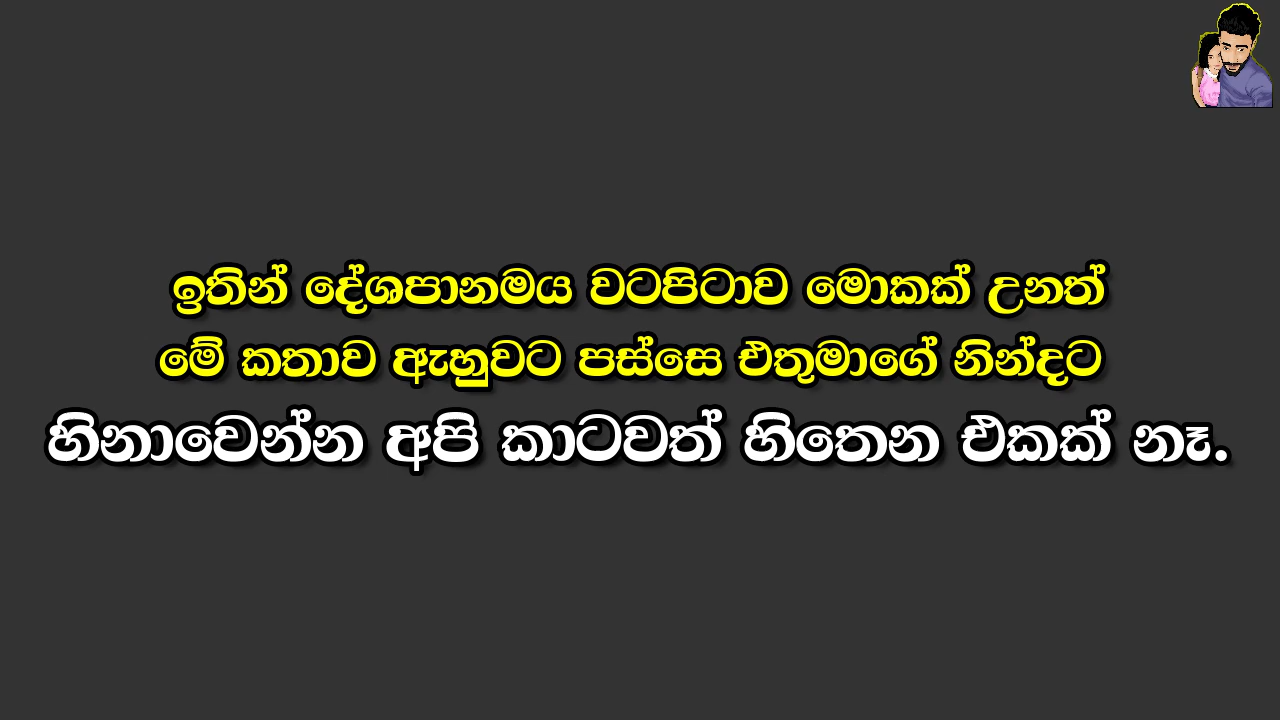 ඉතින් දේශපානමය වටපිටාව මොකක් උනත්
මේ කතාව ඇහුවට පස්සෙ එතුමාගේ නින්දට
හිනාවෙන්න අපි කාටවත් හිතෙන එකක් නෑ.